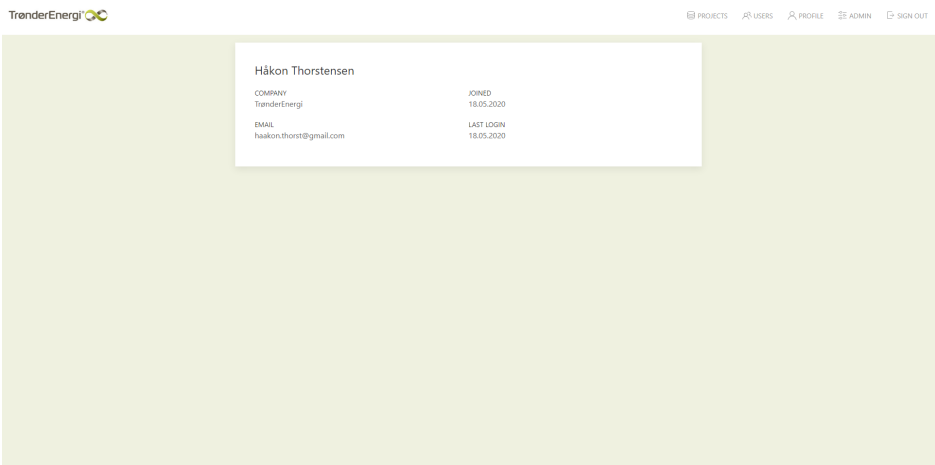 TrønderEnergi
PROJECTS USERS PROFILE ADMIN SIGN OUT
Håkon Thorstensen
COMPANY JOINED
TrønderEnergi 18.05.2020
EMAIL LAST LOGIN
haakon.thorst@gmail.com 18.05.2020